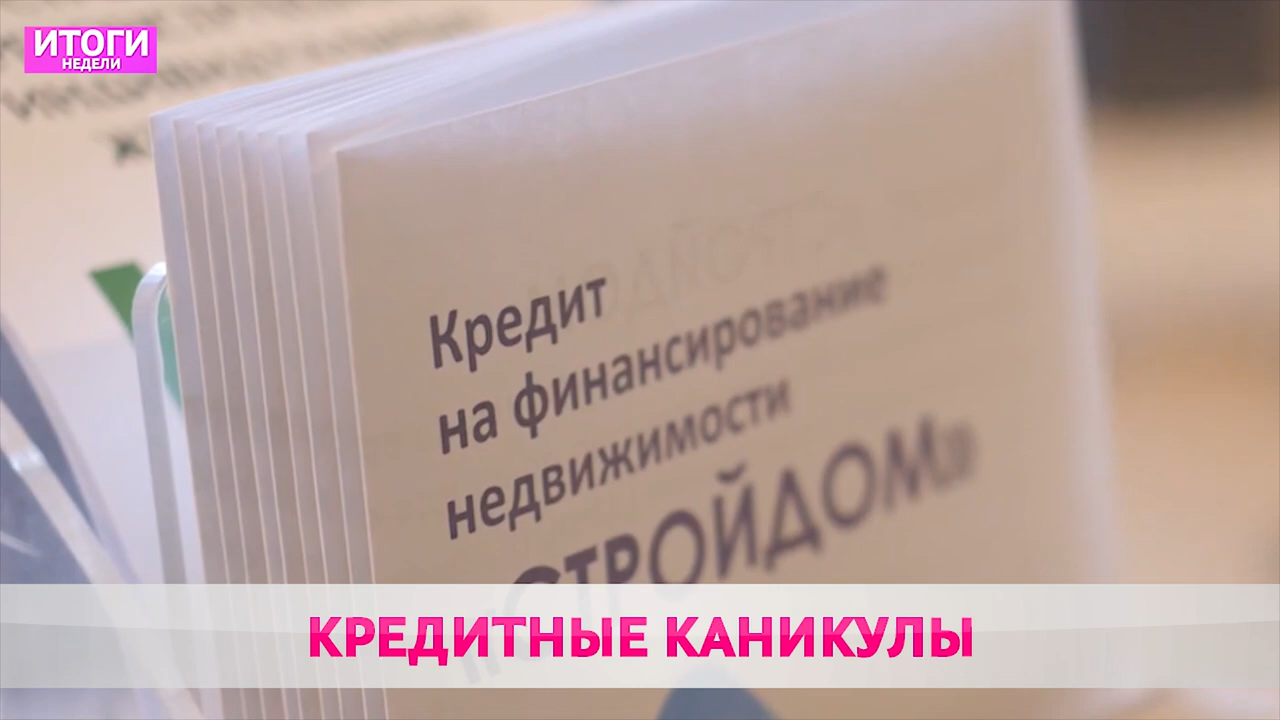 ИТОГИ
НЕДЕЛИ
Кредит
на финансирование
недвижимости
«СТРОЙДОМ»
КРЕДИТНЫЕ КАНИКУЛЫ